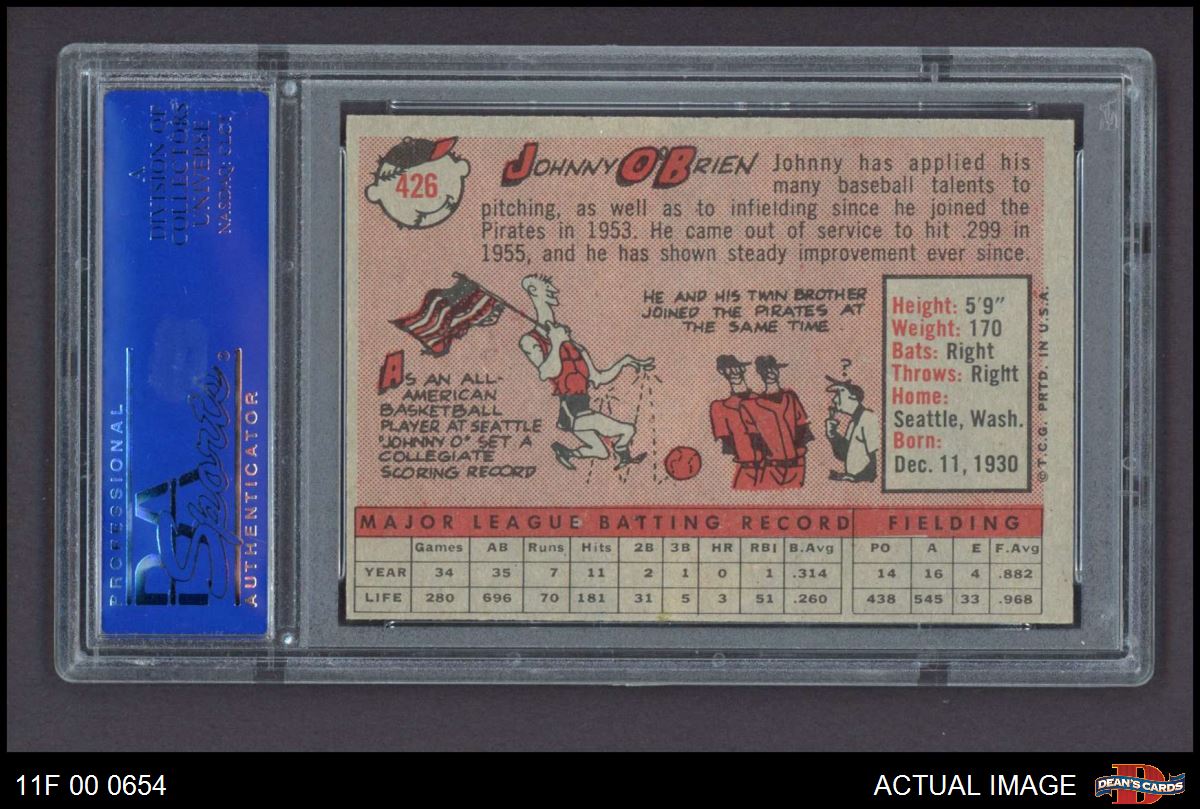 A
DIVISION OF
COLLECTORS
UNIVERSE
NASDAQ: CLCT
PROFESSIONAL
PSA
Sports
AUTHENTICATOR
426
JOHNNY O'BRIEN
Johnny has applied his
many baseball talents to
pitching, as well as to infielding since he joined the
Pirates in 1953. He came out of service to hit .299 in
1955, and he has shown steady improvement ever since.
AS AN ALL-
AMERICAN
BASKETBALL
PLAYER AT SEATTLE
"JOHNNY O" SET A
COLLEGIATE
SCORING RECORD
HE AND HIS TWIN BROTHER
JOINED THE PIRATES AT
THE SAME TIME.
?
Height: 5'9"
Weight: 170
Bats: Right
Throws: Right
Home:
Seattle, Wash.
Born:
Dec. 11, 1930
© T.C.G. PRTD. IN U.S.A.
MAJOR LEAGUE BATTING RECORD FIELDING
Games AB Runs Hits 2B 3B HR RBI B.Avg PO A E F.Avg
YEAR 34 35 7 11 2 1 0 1 .314 14 16 4 .882
LIFE 280 696 70 181 31 5 3 51 .260 438 545 33 .968
11F 00 0654
ACTUAL IMAGE
D
DEAN'S CARDS